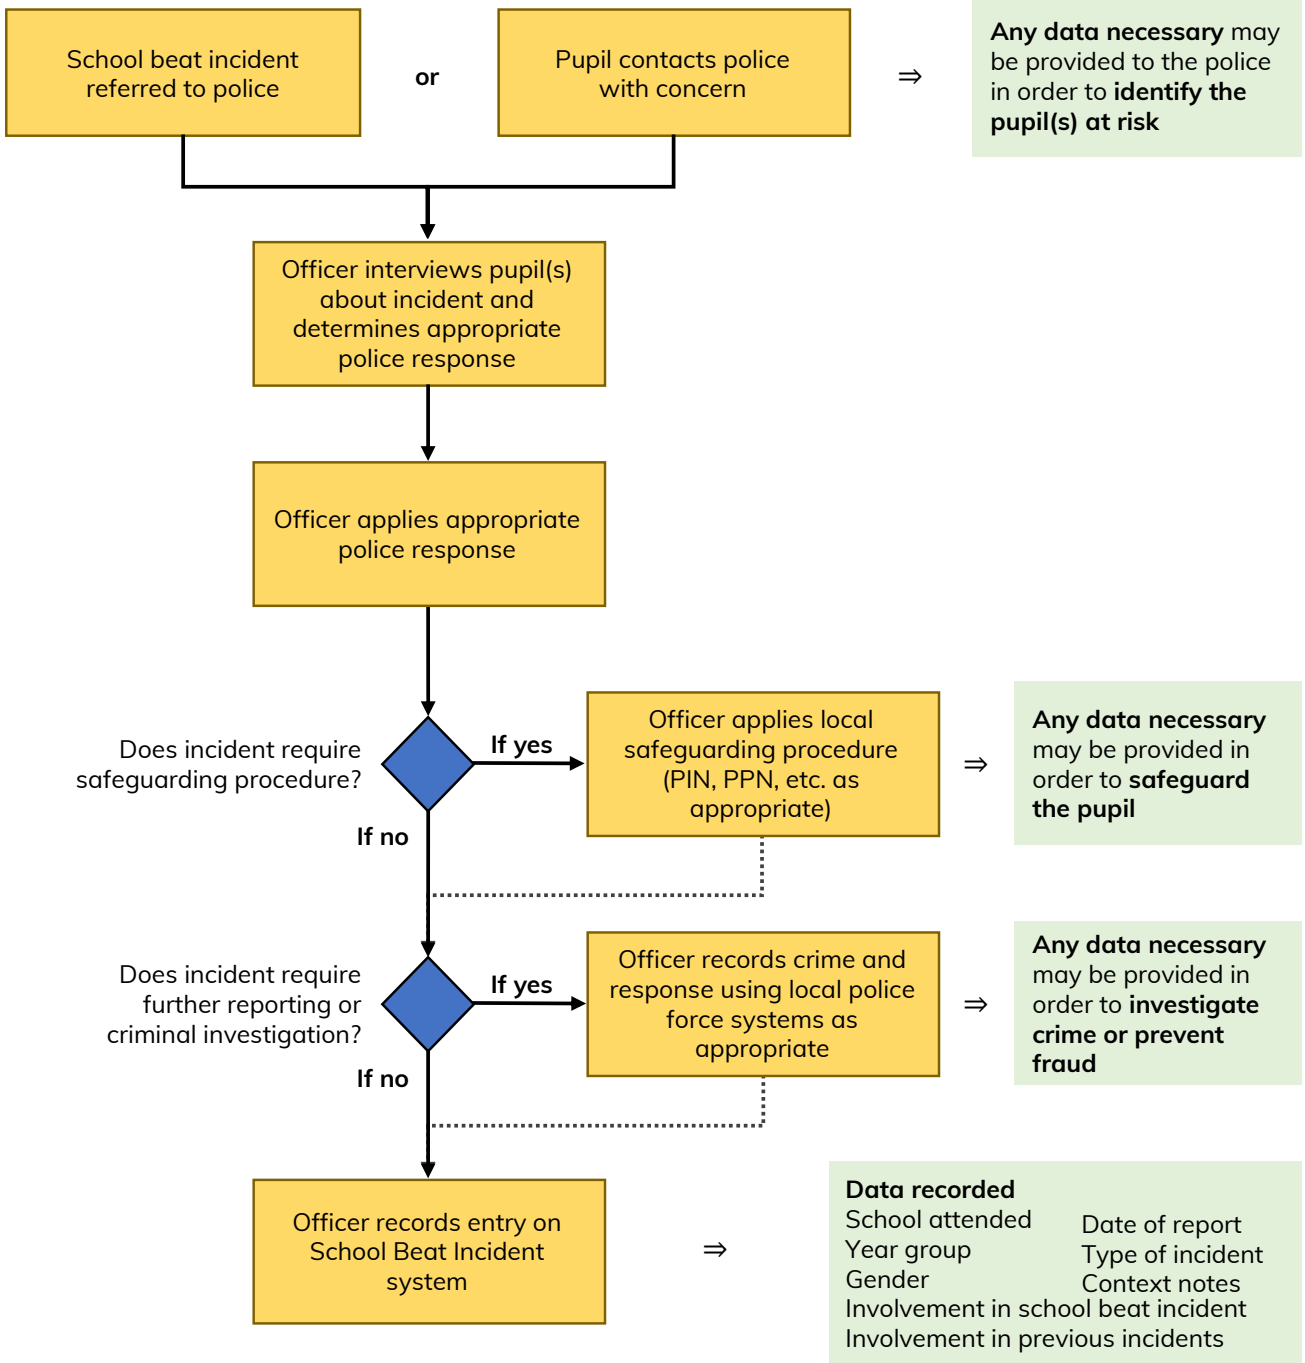 School beat incident
referred to police
or
Pupil contacts police
with concern
⇒
Any data necessary may
be provided to the police
in order to identify the
pupil(s) at risk
Officer interviews pupil(s)
about incident and
determines appropriate
police response
Officer applies appropriate
police response
Does incident require
safeguarding procedure?
If yes
Officer applies local
safeguarding procedure
(PIN, PPN, etc. as
appropriate)
⇒
Any data necessary
may be provided in
order to safeguard
the pupil
If no
Does incident require
further reporting or
criminal investigation?
If yes
Officer records crime and
response using local police
force systems as
appropriate
⇒
Any data necessary
may be provided in
order to investigate
crime or prevent
fraud
If no
Officer records entry on
School Beat Incident
system
⇒
Data recorded
School attended
Year group
Gender
Date of report
Type of incident
Context notes
Involvement in school beat incident
Involvement in previous incidents